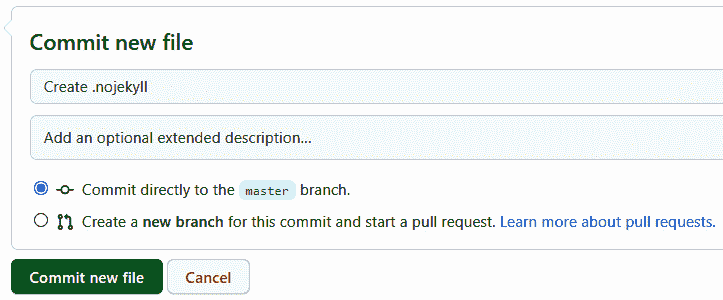 Commit new file
Create .nojekyll
Add an optional extended description...
Commit directly to the master branch.
Create a new branch for this commit and start a pull request. Learn more about pull requests.
Commit new file Cancel